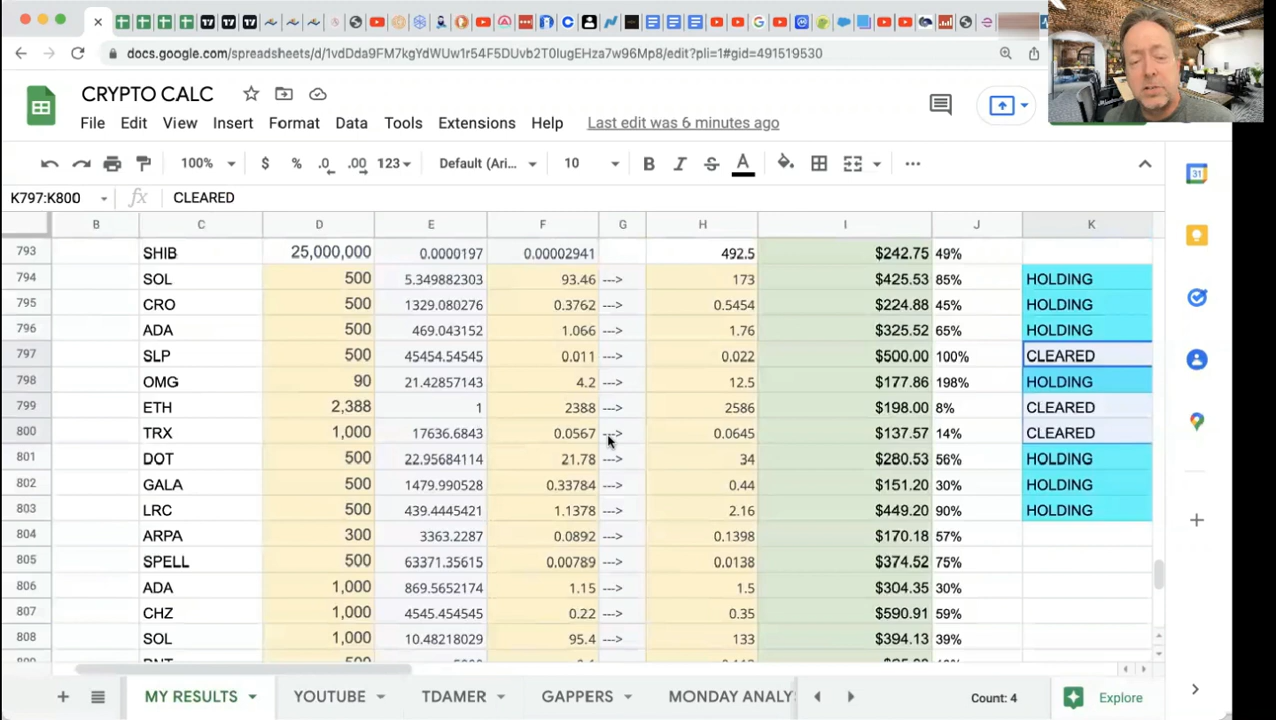 docs.google.com/spreadsheets/d/1vdDda9FM7kgYdWUw1r54F5DUvb2T0lugEHza7w96Mp8/edit?pli=1#gid=491519530
CRYPTO CALC
File Edit View Insert Format Data Tools Extensions Help Last edit was 6 minutes ago
100% $ % .0 .00 123 Default (Ari... 10 B I S A
K797:K800 fx CLEARED
B C D E F G H I J K
793 SHIB 25,000,000 0.0000197 0.00002941 492.5 $242.75 49%
794 SOL 500 5.349882303 93.46 ---> 173 $425.53 85% HOLDING
795 CRO 500 1329.080276 0.3762 ---> 0.5454 $224.88 45% HOLDING
796 ADA 500 469.043152 1.066 ---> 1.76 $325.52 65% HOLDING
797 SLP 500 45454.54545 0.011 ---> 0.022 $500.00 100% CLEARED
798 OMG 90 21.42857143 4.2 ---> 12.5 $177.86 198% HOLDING
799 ETH 2,388 1 2388 ---> 2586 $198.00 8% CLEARED
800 TRX 1,000 17636.6843 0.0567 ---> 0.0645 $137.57 14% CLEARED
801 DOT 500 22.95684114 21.78 ---> 34 $280.53 56% HOLDING
802 GALA 500 1479.990528 0.33784 ---> 0.44 $151.20 30% HOLDING
803 LRC 500 439.4445421 1.1378 ---> 2.16 $449.20 90% HOLDING
804 ARPA 300 3363.2287 0.0892 ---> 0.1398 $170.18 57%
805 SPELL 500 63371.35615 0.00789 ---> 0.0138 $374.52 75%
806 ADA 1,000 869.5652174 1.15 ---> 1.5 $304.35 30%
807 CHZ 1,000 4545.454545 0.22 ---> 0.35 $590.91 59%
808 SOL 1,000 10.48218029 95.4 ---> 133 $394.13 39%
MY RESULTS YOUTUBE TDAMER GAPPERS MONDAY ANALY Count: 4 Explore